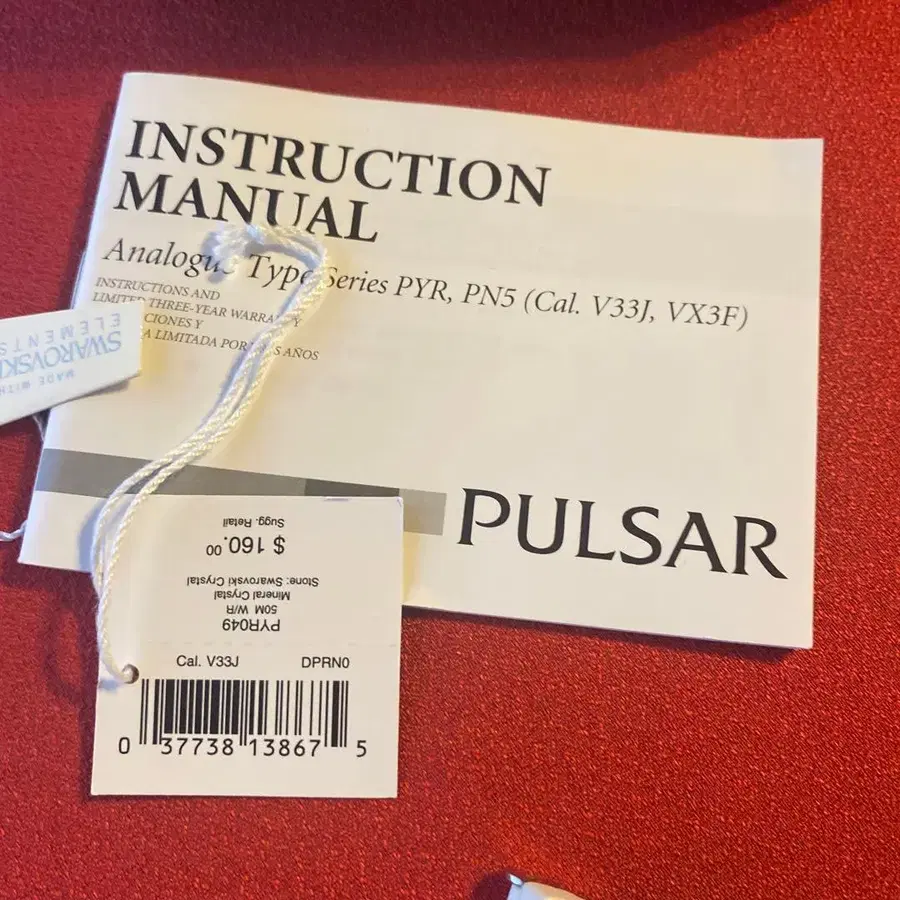 INSTRUCTION
MANUAL
Analogue Type Series PYR, PN5 (Cal. V33J, VX3F)
INSTRUCTIONS AND
LIMITED THREE-YEAR WARRANTY
CIONES Y
A LIMITADA POR AÑOS
MADE WITH
SWAROVSKI
ELEMENTS
PULSAR
PYR049
50M W/R
Mineral Crystal
Stone: Swarovski Crystal
$ 160.00
Sugg. Retail
Cal. V33J DPRN0
0 37738 13867 5